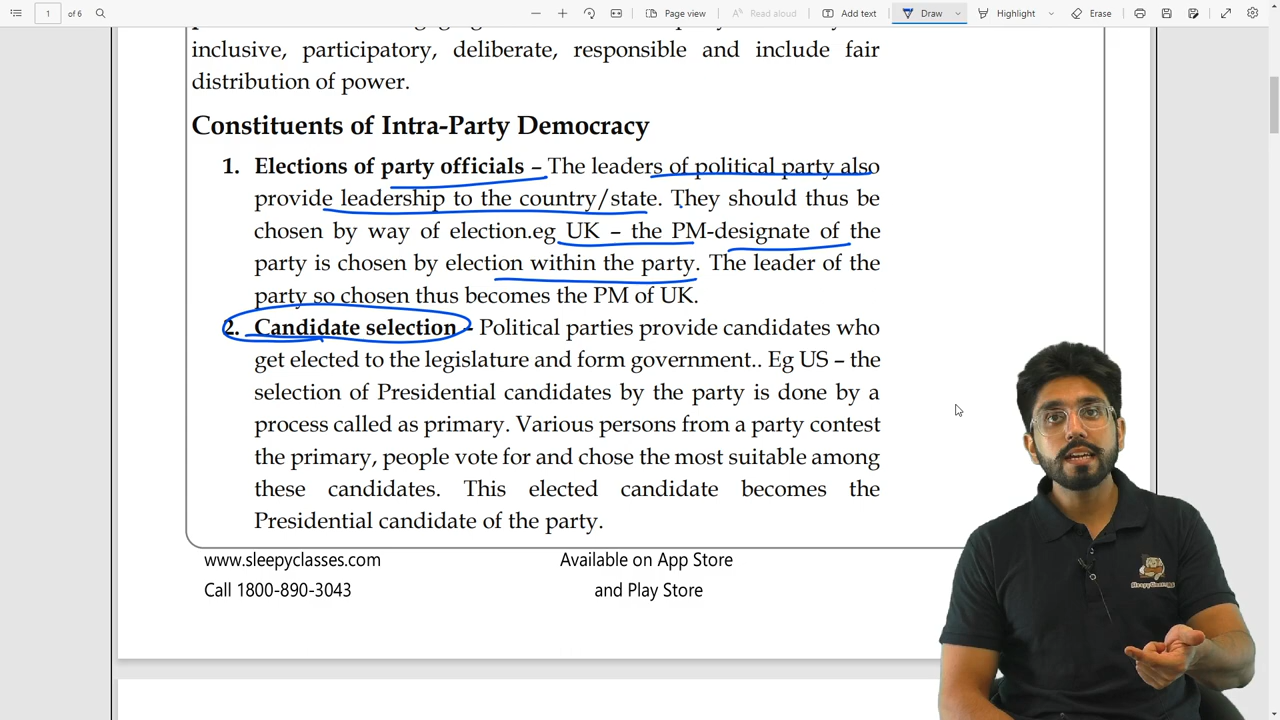 1 of 6 Page view Read aloud Add text Draw Highlight Erase
inclusive, participatory, deliberate, responsible and include fair
distribution of power.
Constituents of Intra-Party Democracy
1. Elections of party officials – The leaders of political party also
provide leadership to the country/state. They should thus be
chosen by way of election.eg UK – the PM-designate of the
party is chosen by election within the party. The leader of the
party so chosen thus becomes the PM of UK.
2. Candidate selection - Political parties provide candidates who
get elected to the legislature and form government.. Eg US – the
selection of Presidential candidates by the party is done by a
process called as primary. Various persons from a party contest
the primary, people vote for and chose the most suitable among
these candidates. This elected candidate becomes the
Presidential candidate of the party.
www.sleepyclasses.com Available on App Store
Call 1800-890-3043 and Play Store